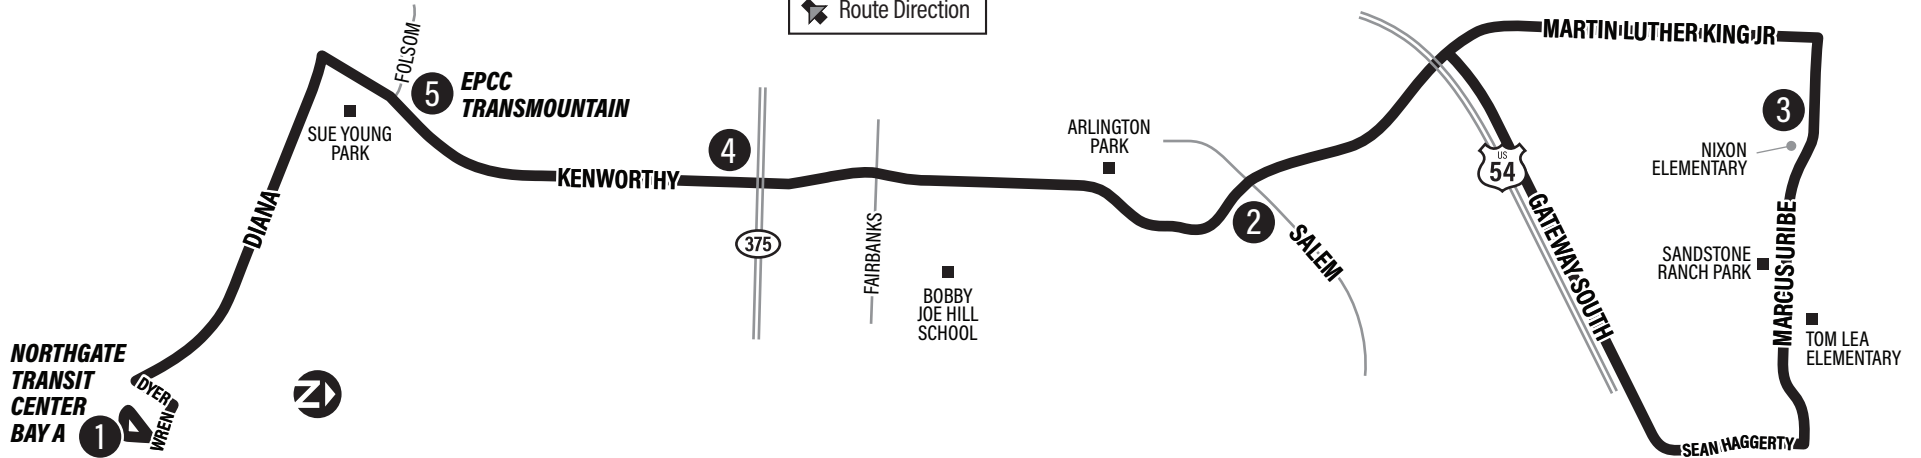 Route Direction
MARTIN LUTHER KING JR
FOLSOM
5
EPCC
TRANSMOUNTAIN
SUE YOUNG
PARK
4
ARLINGTON
PARK
3
NIXON
ELEMENTARY
US
54
KENWORTHY
DIANA
375
FAIRBANKS
2
SALEM
GATEWAY SOUTH
MARCUS URIBE
SANDSTONE
RANCH PARK
BOBBY
JOE HILL
SCHOOL
TOM LEA
ELEMENTARY
NORTHGATE
TRANSIT
CENTER
BAY A
1
DYER
WREN
N
SEAN HAGGERTY